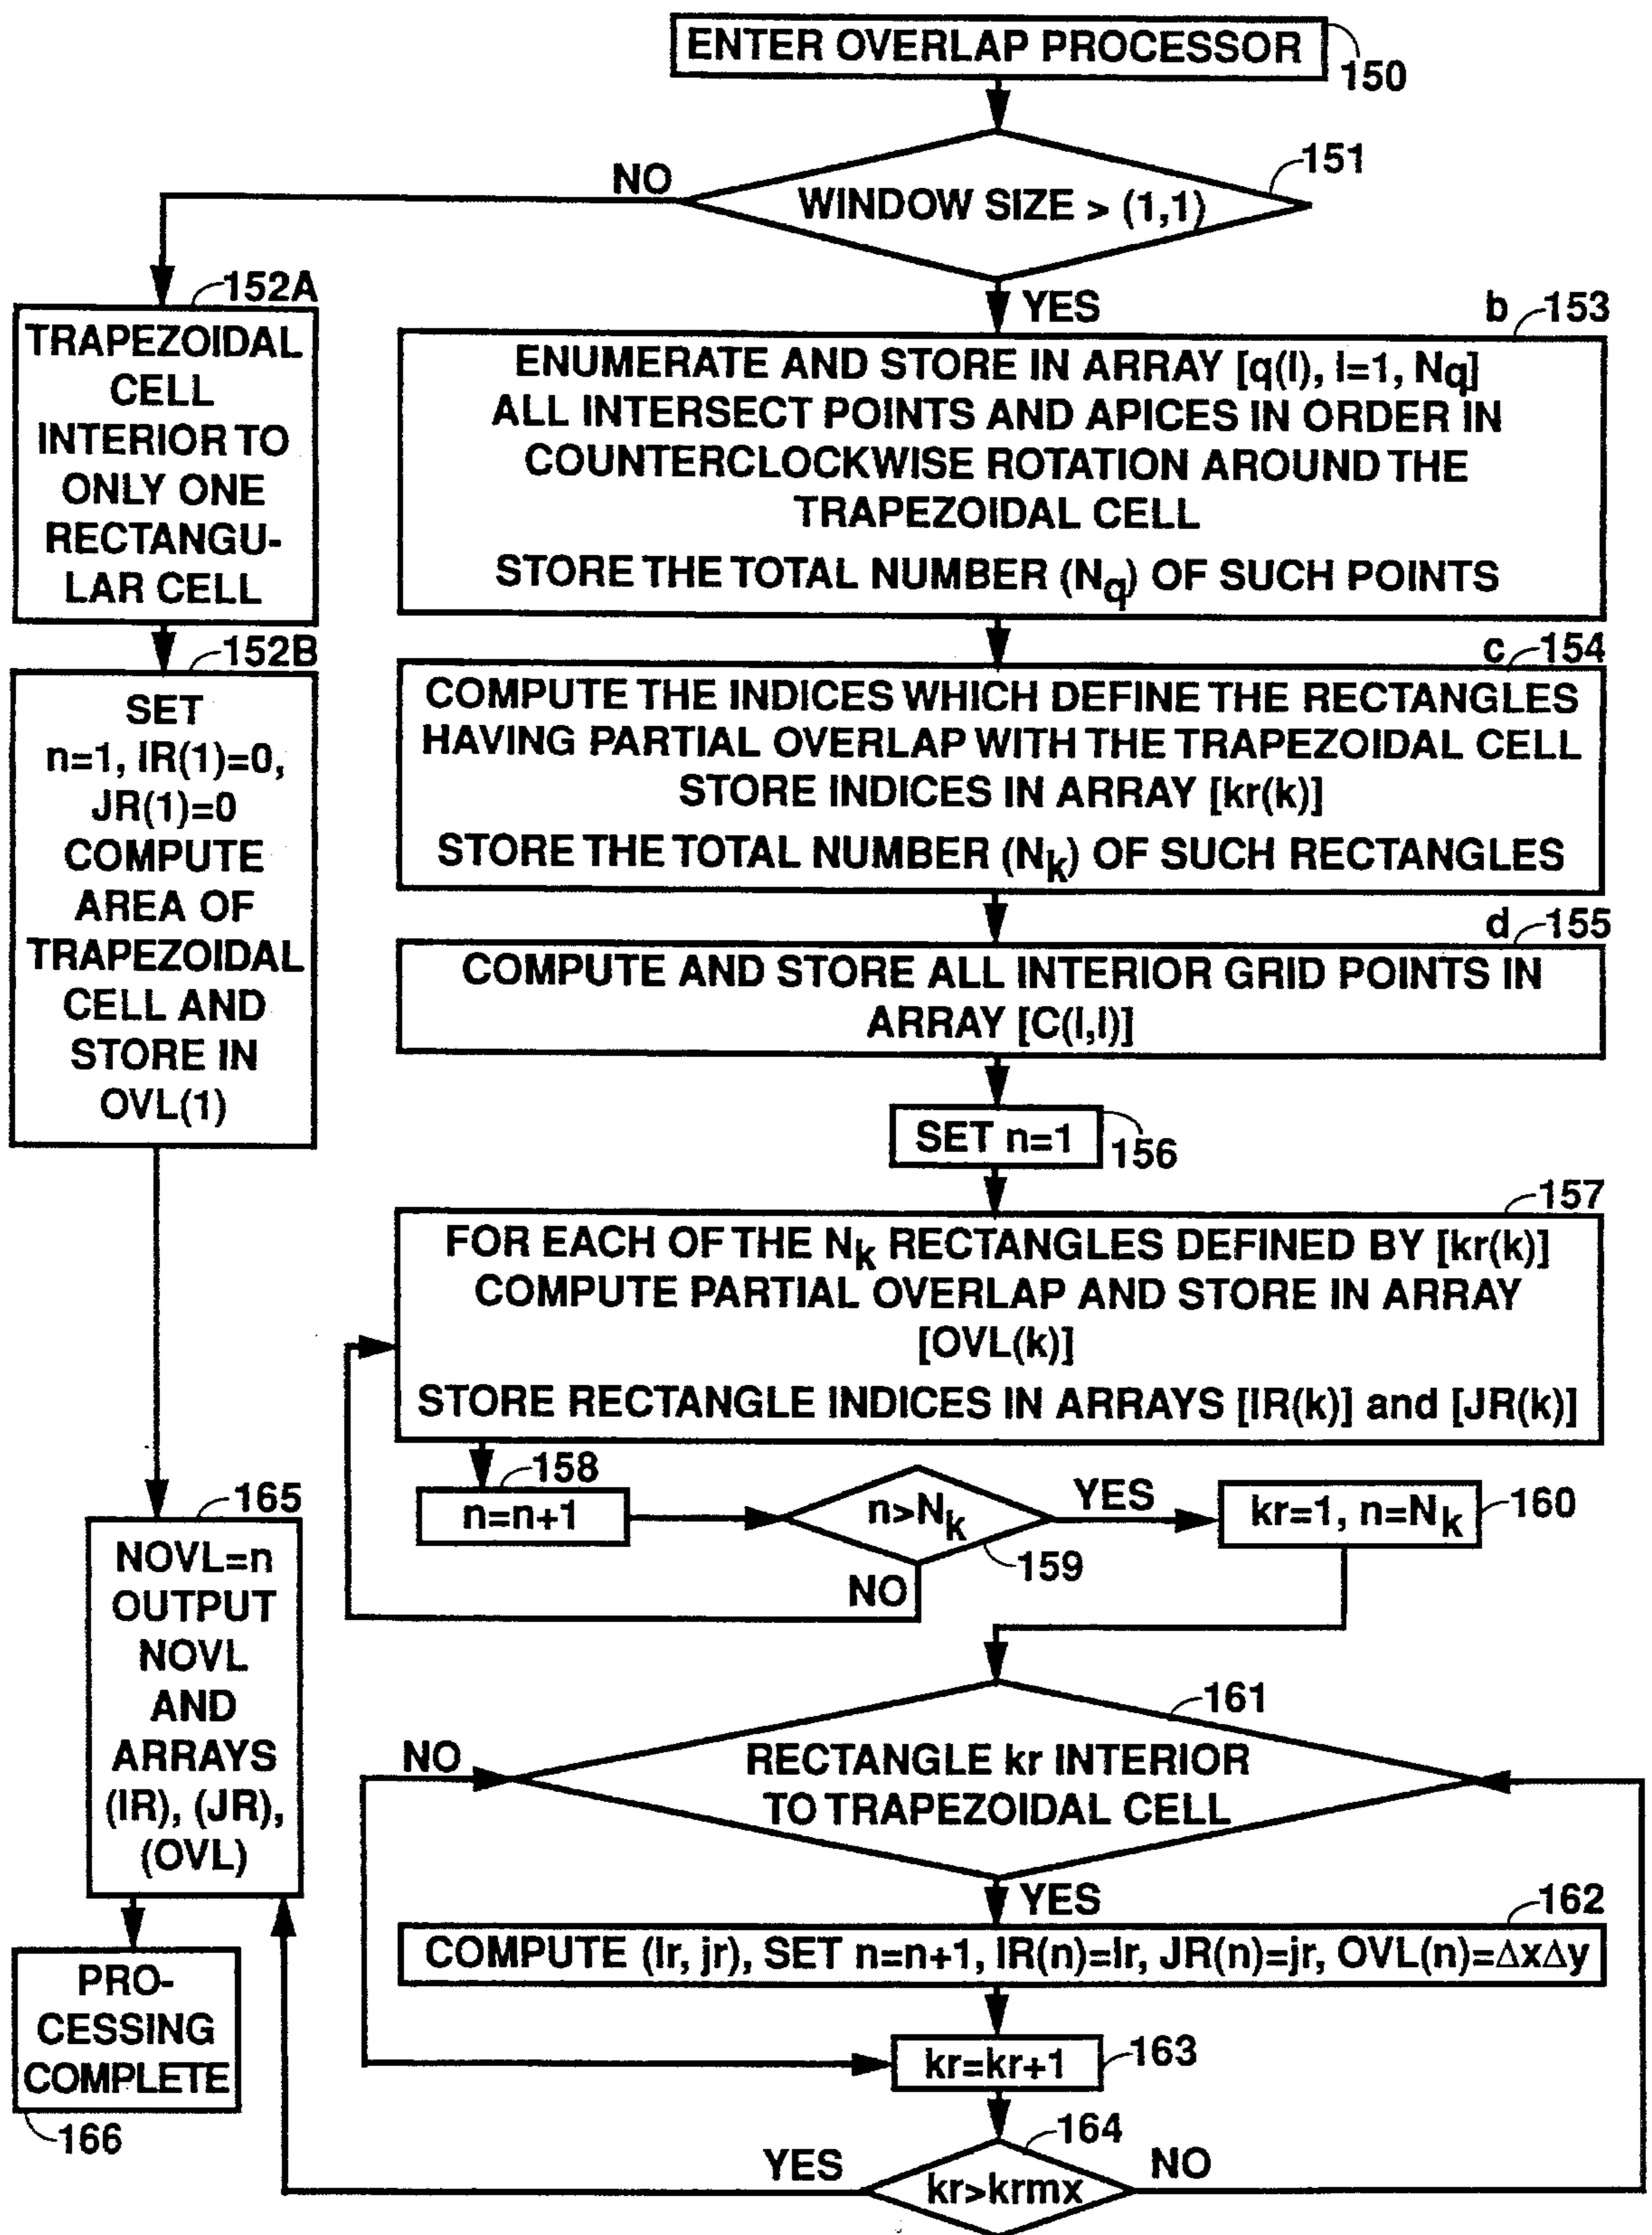 ENTER OVERLAP PROCESSOR
150
WINDOW SIZE > (1,1)
151
NO
YES
152A
TRAPEZOIDAL
CELL
INTERIOR TO
ONLY ONE
RECTANGU-
LAR CELL
152B
SET
n=1, IR(1)=0,
JR(1)=0
COMPUTE
AREA OF
TRAPEZOIDAL
CELL AND
STORE IN
OVL(1)
b 153
ENUMERATE AND STORE IN ARRAY [q(l), l=1, Nq]
ALL INTERSECT POINTS AND APICES IN ORDER IN
COUNTERCLOCKWISE ROTATION AROUND THE
TRAPEZOIDAL CELL
STORE THE TOTAL NUMBER (Nq) OF SUCH POINTS
c 154
COMPUTE THE INDICES WHICH DEFINE THE RECTANGLES
HAVING PARTIAL OVERLAP WITH THE TRAPEZOIDAL CELL
STORE INDICES IN ARRAY [kr(k)]
STORE THE TOTAL NUMBER (Nk) OF SUCH RECTANGLES
d 155
COMPUTE AND STORE ALL INTERIOR GRID POINTS IN
ARRAY [C(l,l)]
SET n=1
156
157
FOR EACH OF THE Nk RECTANGLES DEFINED BY [kr(k)]
COMPUTE PARTIAL OVERLAP AND STORE IN ARRAY
[OVL(k)]
STORE RECTANGLE INDICES IN ARRAYS [IR(k)] and [JR(k)]
158
n=n+1
n>Nk
159
YES
NO
kr=1, n=Nk
160
161
RECTANGLE kr INTERIOR
TO TRAPEZOIDAL CELL
NO
YES
162
COMPUTE (lr, jr), SET n=n+1, IR(n)=lr, JR(n)=jr, OVL(n)=ΔxΔy
kr=kr+1
163
164
kr>krmx
YES
NO
165
NOVL=n
OUTPUT
NOVL
AND
ARRAYS
(IR), (JR),
(OVL)
PRO-
CESSING
COMPLETE
166